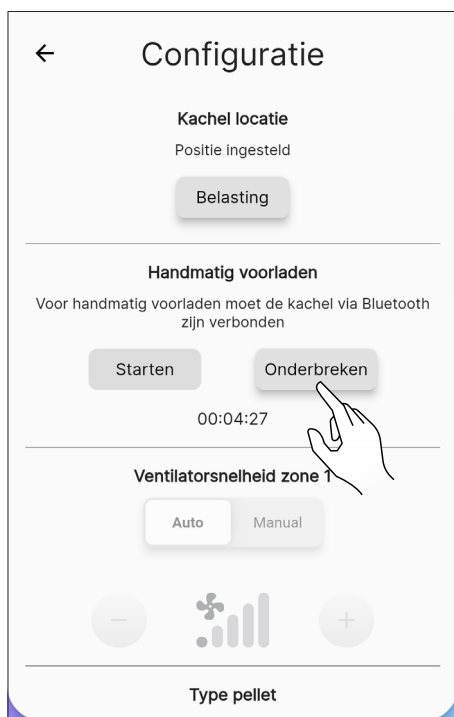 Configuratie
Kachel locatie
Positie ingesteld
Belasting
Handmatig voorladen
Voor handmatig voorladen moet de kachel via Bluetooth
zijn verbonden
Starten Onderbreken
00:04:27
Ventilatorsnelheid zone 1
Auto Manual
Type pellet